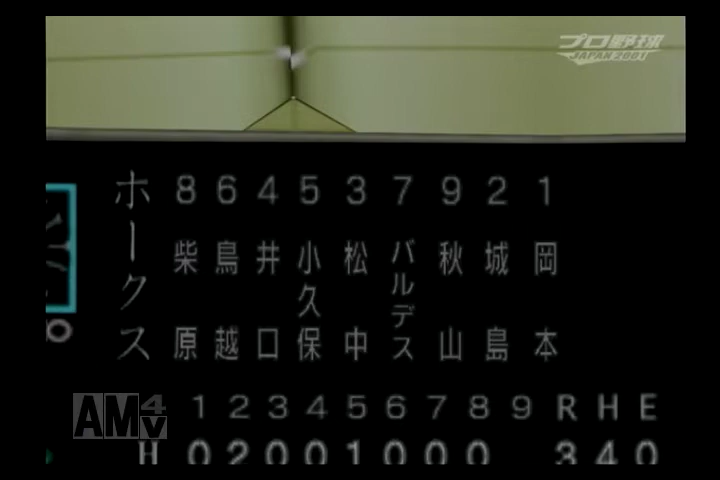 プロ野球
JAPAN 2001
8 6 4 5 3 7 9 2 1
ホークス
柴原
鳥越
井口
小久保
松中
バルデス
秋山
城島
岡本
AMV4
1 2 3 4 5 6 7 8 9 R H E
H 0 2 0 0 1 0 0 0 3 4 0